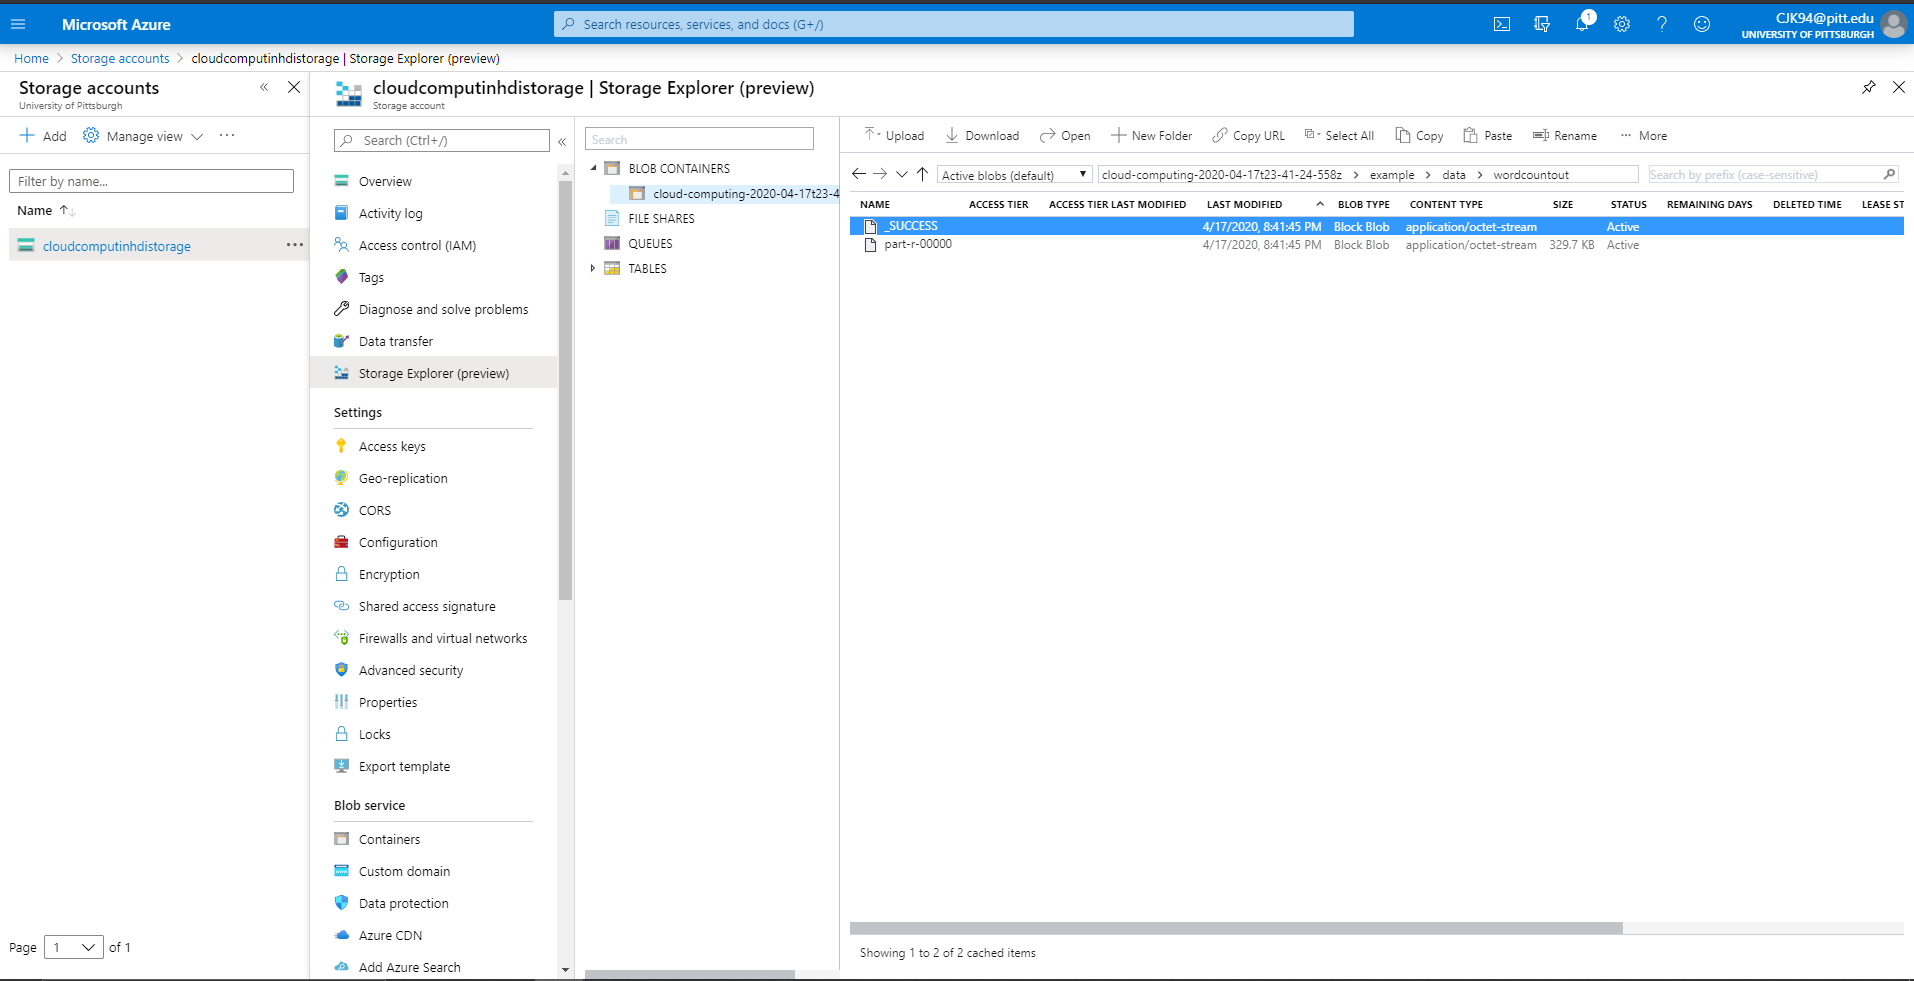 Microsoft Azure
Search resources, services, and docs (G+/)
1
CJK94@pitt.edu
UNIVERSITY OF PITTSBURGH
Home > Storage accounts > cloudcomputinhdistorage | Storage Explorer (preview)
Storage accounts
University of Pittsburgh
Add Manage view ...
Filter by name...
Name
cloudcomputinhdistorage ...
Page 1 of 1
cloudcomputinhdistorage | Storage Explorer (preview)
Storage account
Search (Ctrl+/)
Overview
Activity log
Access control (IAM)
Tags
Diagnose and solve problems
Data transfer
Storage Explorer (preview)
Settings
Access keys
Geo-replication
CORS
Configuration
Encryption
Shared access signature
Firewalls and virtual networks
Advanced security
Properties
Locks
Export template
Blob service
Containers
Custom domain
Data protection
Azure CDN
Add Azure Search
Search
BLOB CONTAINERS
cloud-computing-2020-04-17t23-4
FILE SHARES
QUEUES
TABLES
Upload Download Open New Folder Copy URL Select All Copy Paste Rename ... More
Active blobs (default) cloud-computing-2020-04-17t23-41-24-558z > example > data > wordcountout Search by prefix (case-sensitive)
NAME ACCESS TIER ACCESS TIER LAST MODIFIED LAST MODIFIED BLOB TYPE CONTENT TYPE SIZE STATUS REMAINING DAYS DELETED TIME LEASE ST
_SUCCESS 4/17/2020, 8:41:45 PM Block Blob application/octet-stream Active
part-r-00000 4/17/2020, 8:41:45 PM Block Blob application/octet-stream 329.7 KB Active
Showing 1 to 2 of 2 cached items